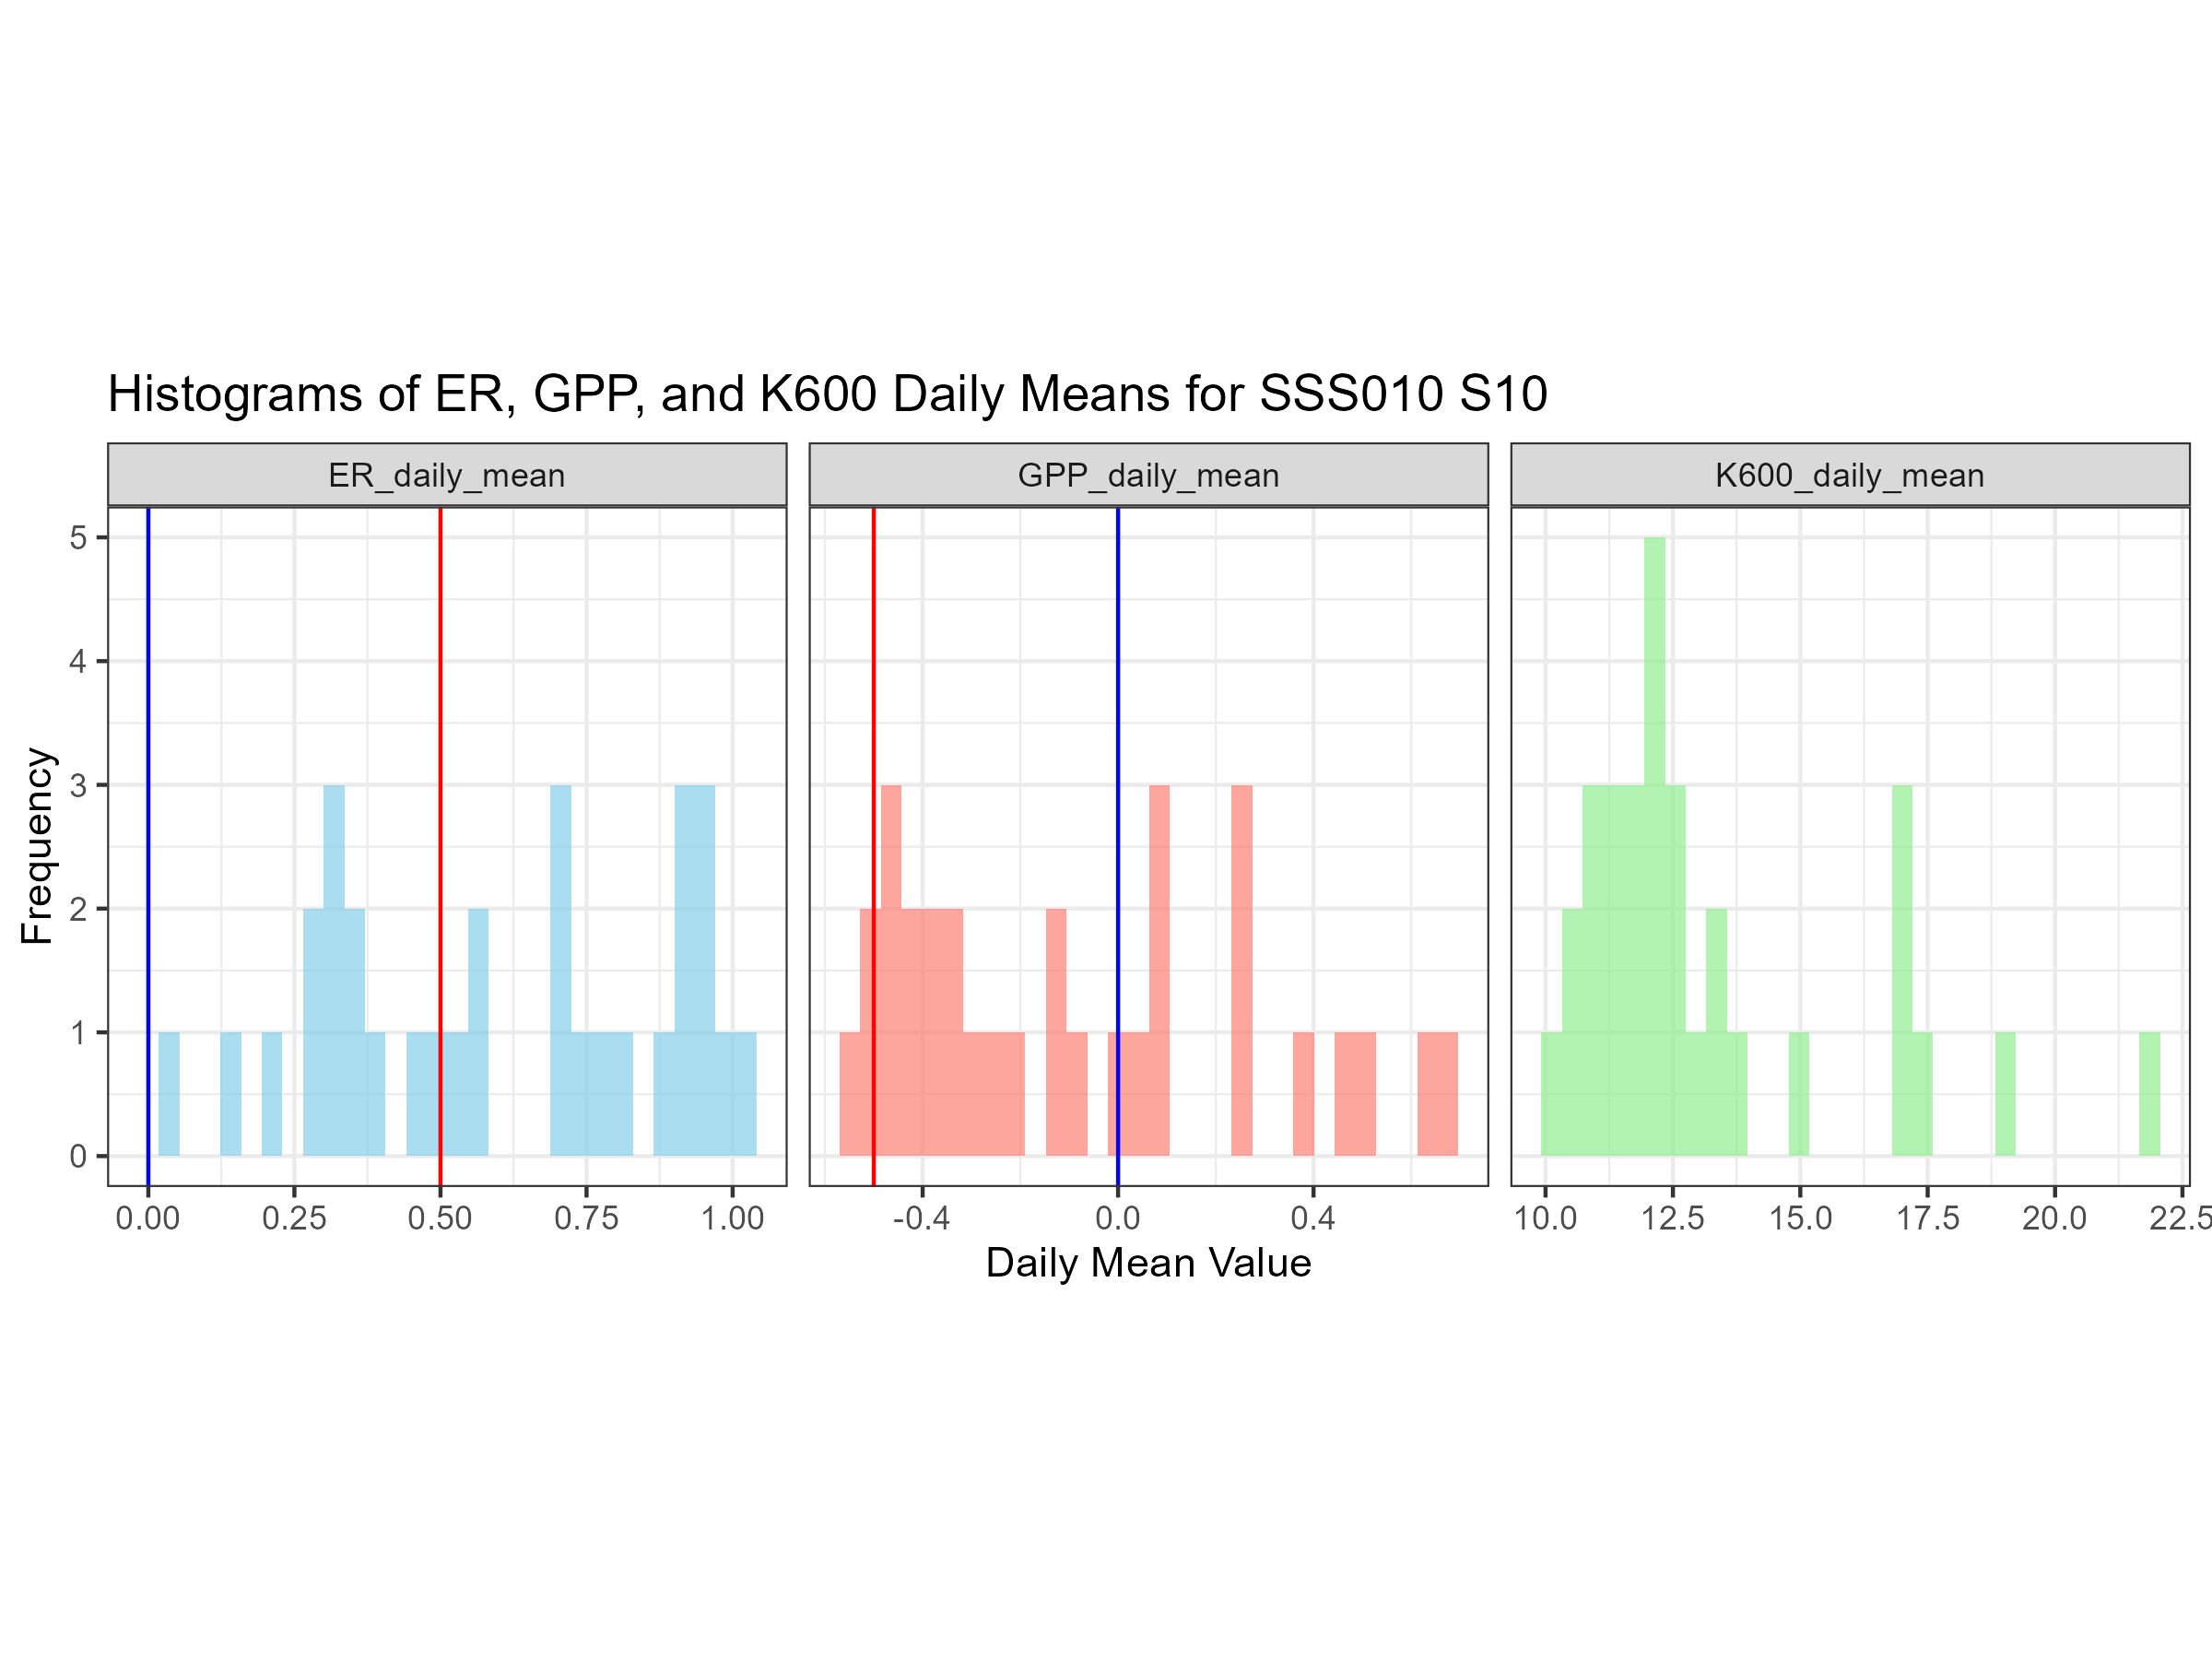 Histograms of ER, GPP, and K600 Daily Means for SSS010 S10
ER_daily_mean GPP_daily_mean K600_daily_mean
5
4
3
2
1
0
Frequency
0.00 0.25 0.50 0.75 1.00 -0.4 0.0 0.4 10.0 12.5 15.0 17.5 20.0 22.5
Daily Mean Value